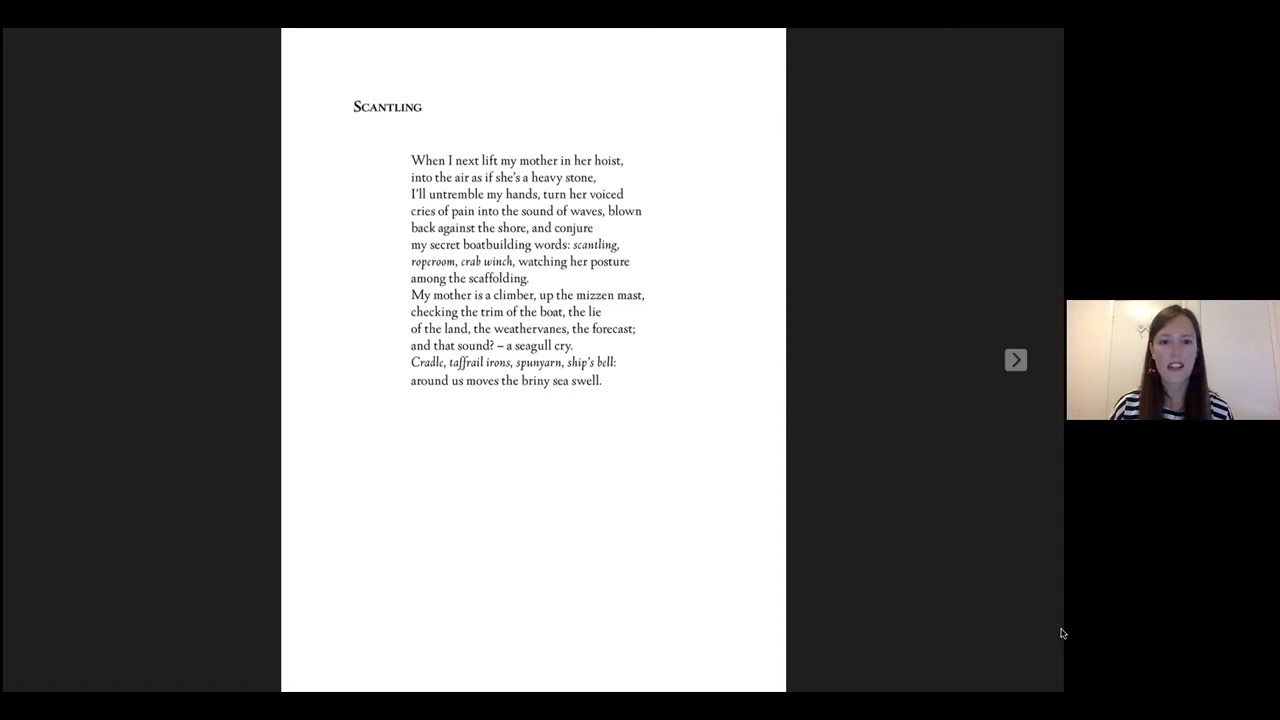 SCANTLING
When I next lift my mother in her hoist,
into the air as if she's a heavy stone,
I'll untremble my hands, turn her voiced
cries of pain into the sound of waves, blown
back against the shore, and conjure
my secret boatbuilding words: scantling,
roperoom, crab winch, watching her posture
among the scaffolding.
My mother is a climber, up the mizzen mast,
checking the trim of the boat, the lie
of the land, the weathervanes, the forecast;
and that sound? – a seagull cry.
Cradle, taffrail irons, spunyarn, ship's bell:
around us moves the briny sea swell.